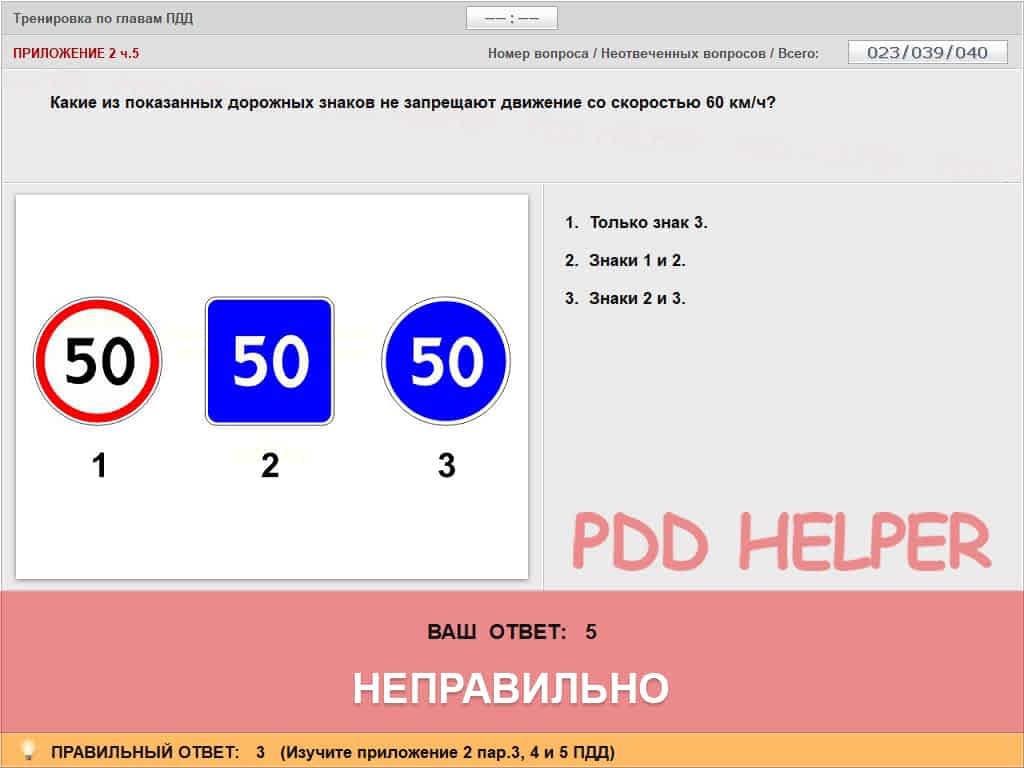 Тренировка по главам ПДД
—— : ——
ПРИЛОЖЕНИЕ 2 ч.5
Номер вопроса / Неотвеченных вопросов / Всего:
023/039/040
Какие из показанных дорожных знаков не запрещают движение со скоростью 60 км/ч?
50
50
50
1
2
3
1. Только знак 3.
2. Знаки 1 и 2.
3. Знаки 2 и 3.
PDD HELPER
ВАШ ОТВЕТ: 5
НЕПРАВИЛЬНО
ПРАВИЛЬНЫЙ ОТВЕТ: 3 (Изучите приложение 2 пар.3, 4 и 5 ПДД)